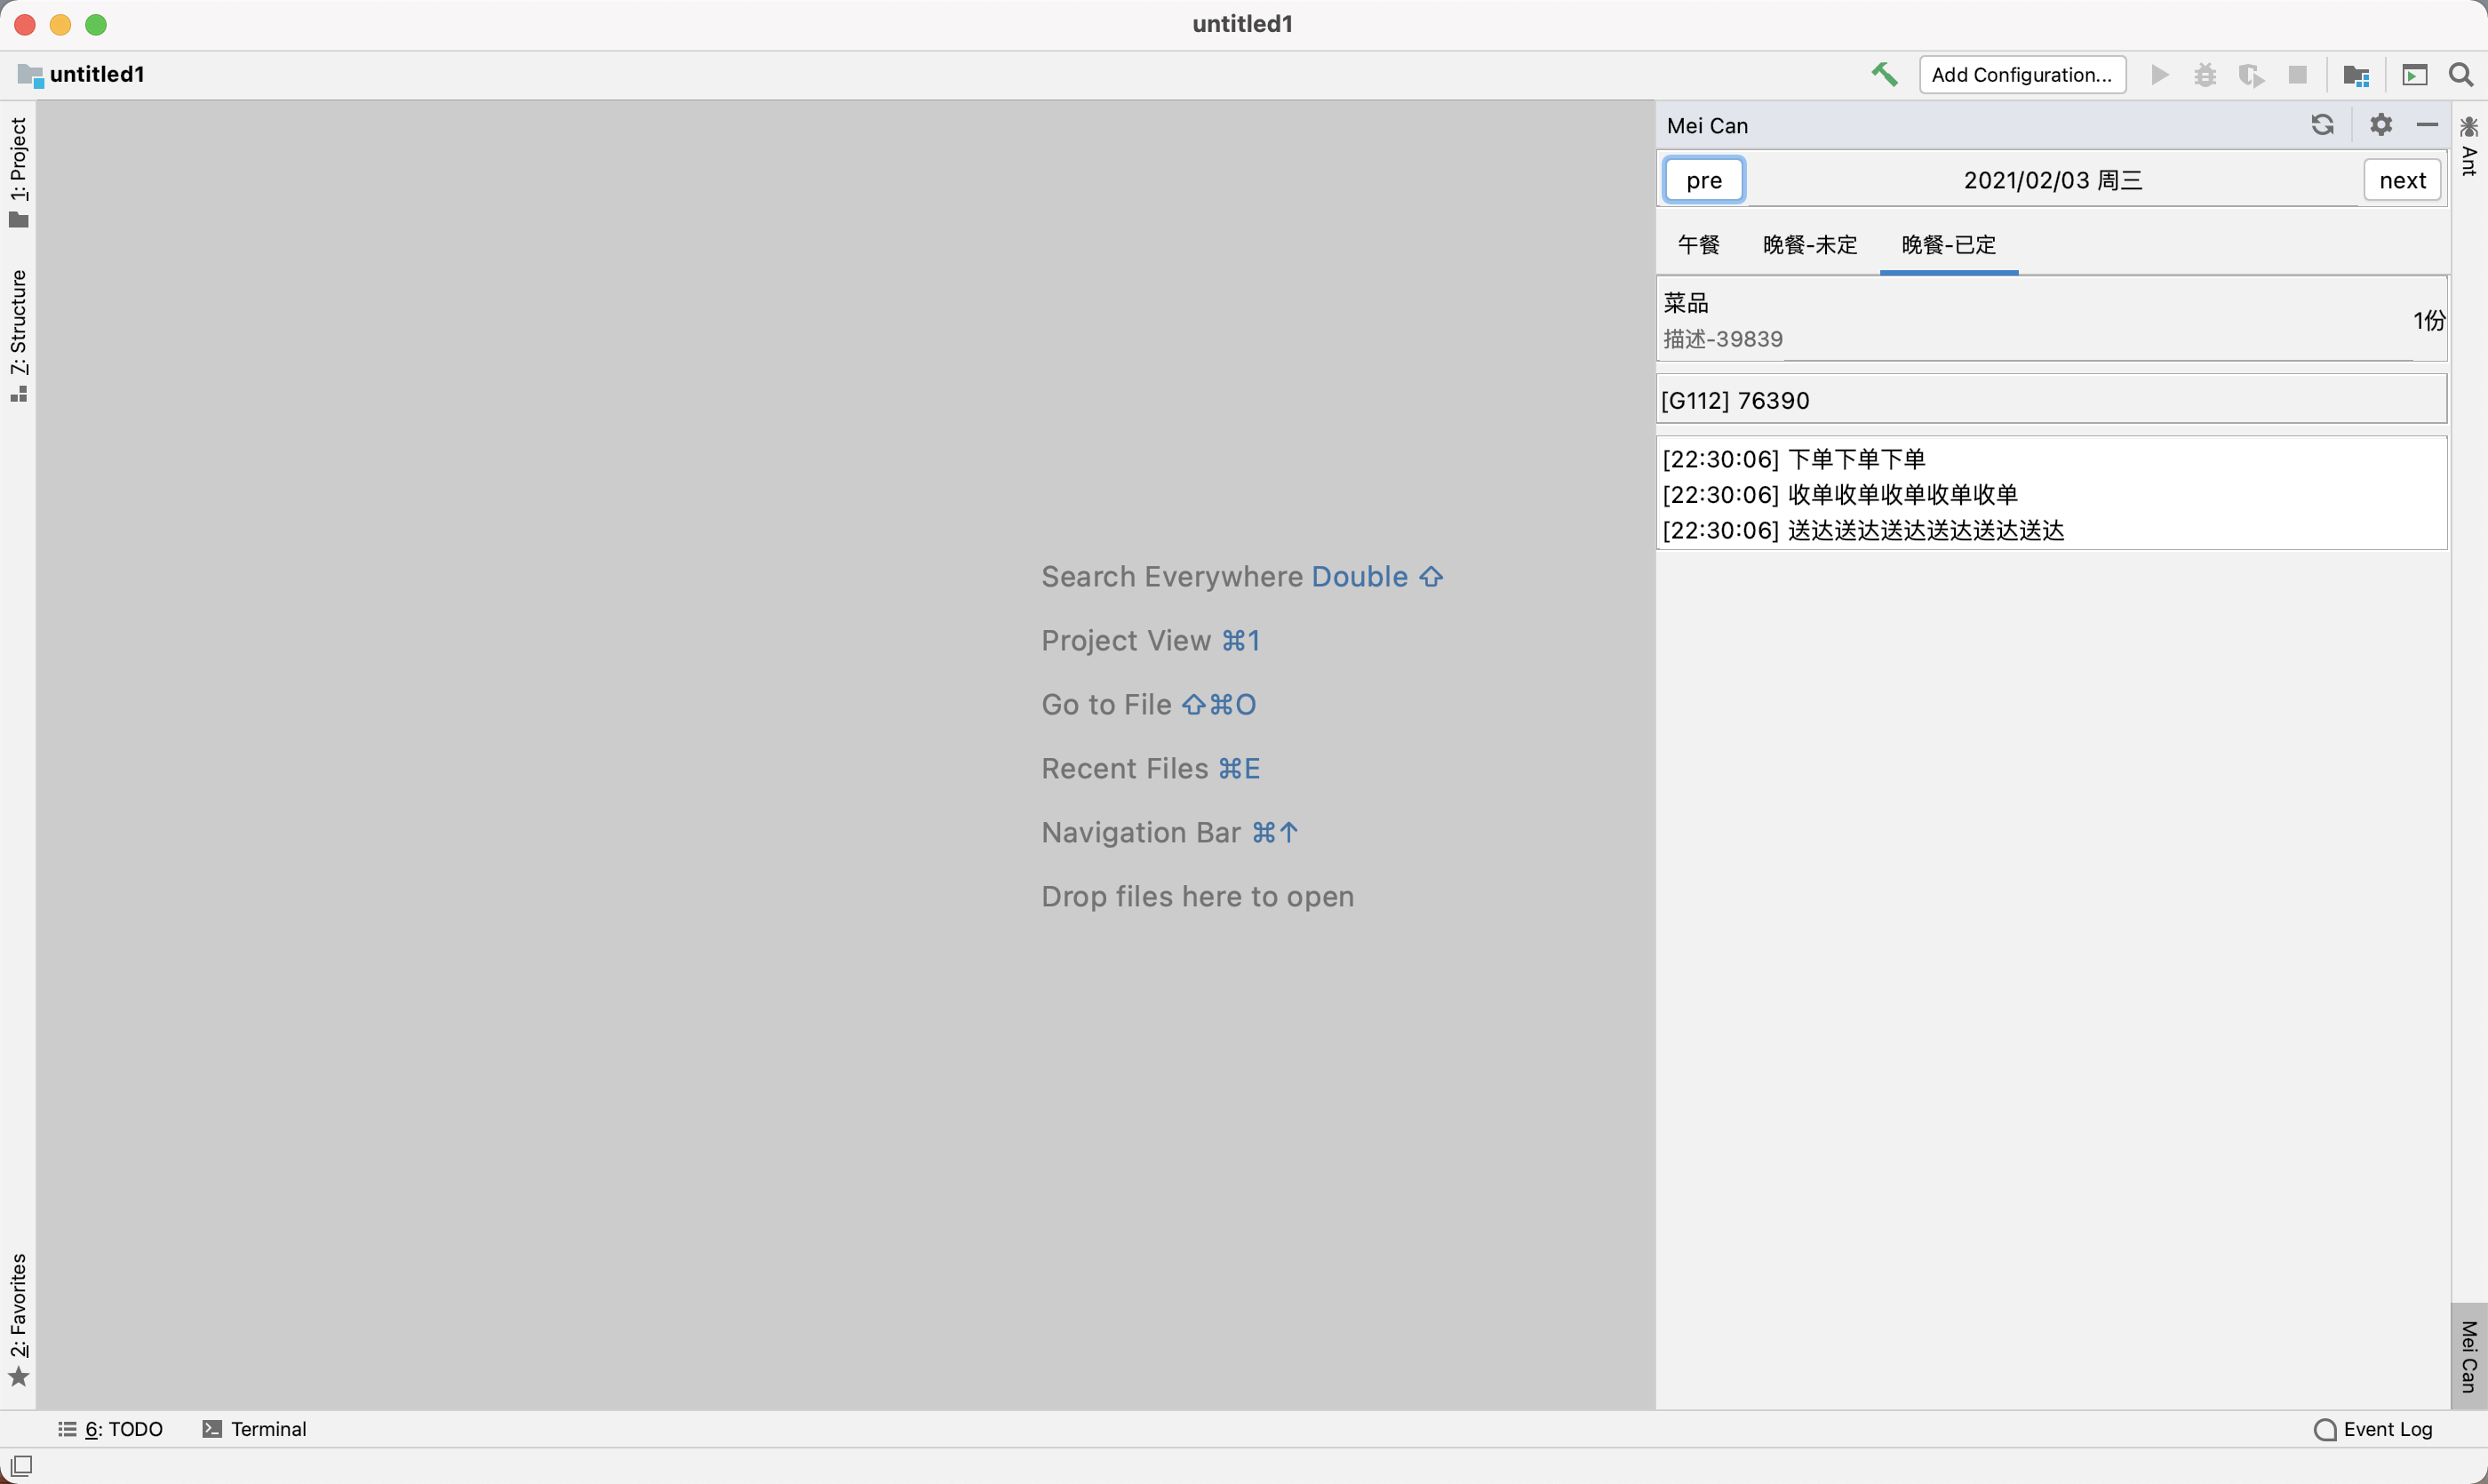 untitled1
untitled1
Add Configuration...
1: Project
7: Structure
2: Favorites
Search Everywhere Double ⇧
Project View ⌘1
Go to File ⇧⌘O
Recent Files ⌘E
Navigation Bar ⌘↑
Drop files here to open
Mei Can
pre
2021/02/03 周三
next
午餐 晚餐-未定 晚餐-已定
菜品
描述-39839
1份
[G112] 76390
[22:30:06] 下单下单下单
[22:30:06] 收单收单收单收单收单
[22:30:06] 送达送达送达送达送达送达
Ant
Mei Can
6: TODO
Terminal
Event Log